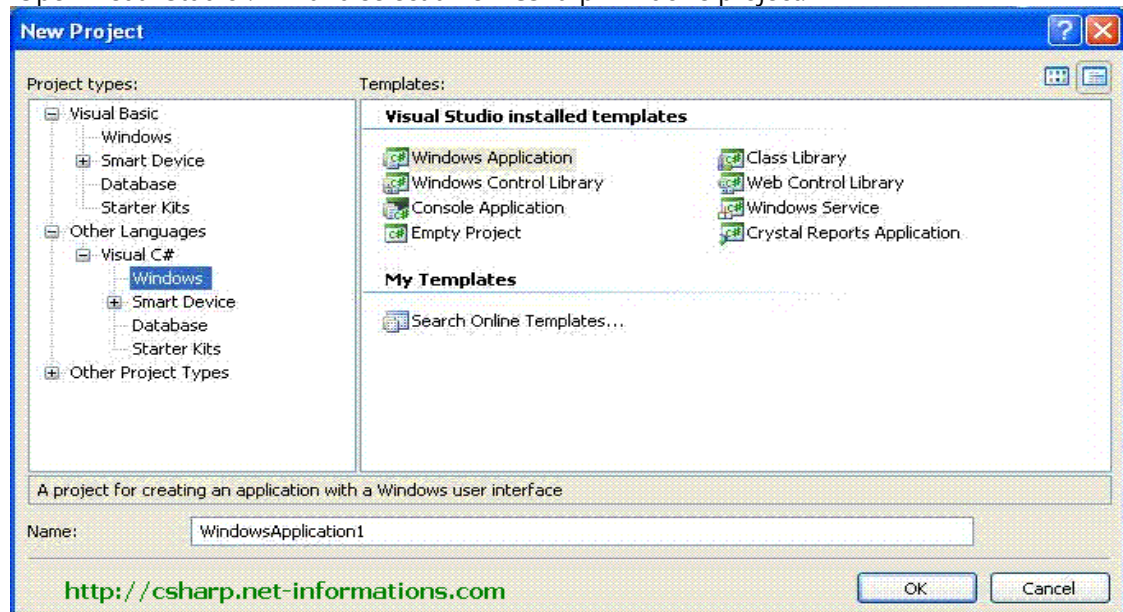 New Project
Project types:
Templates:
Visual Basic
Windows
Smart Device
Database
Starter Kits
Other Languages
Visual C#
Windows
Smart Device
Database
Starter Kits
Other Project Types
Visual Studio installed templates
Windows Application
Windows Control Library
Console Application
Empty Project
Class Library
Web Control Library
Windows Service
Crystal Reports Application
My Templates
Search Online Templates...
A project for creating an application with a Windows user interface
Name:
WindowsApplication1
http://csharp.net-informations.com
OK
Cancel